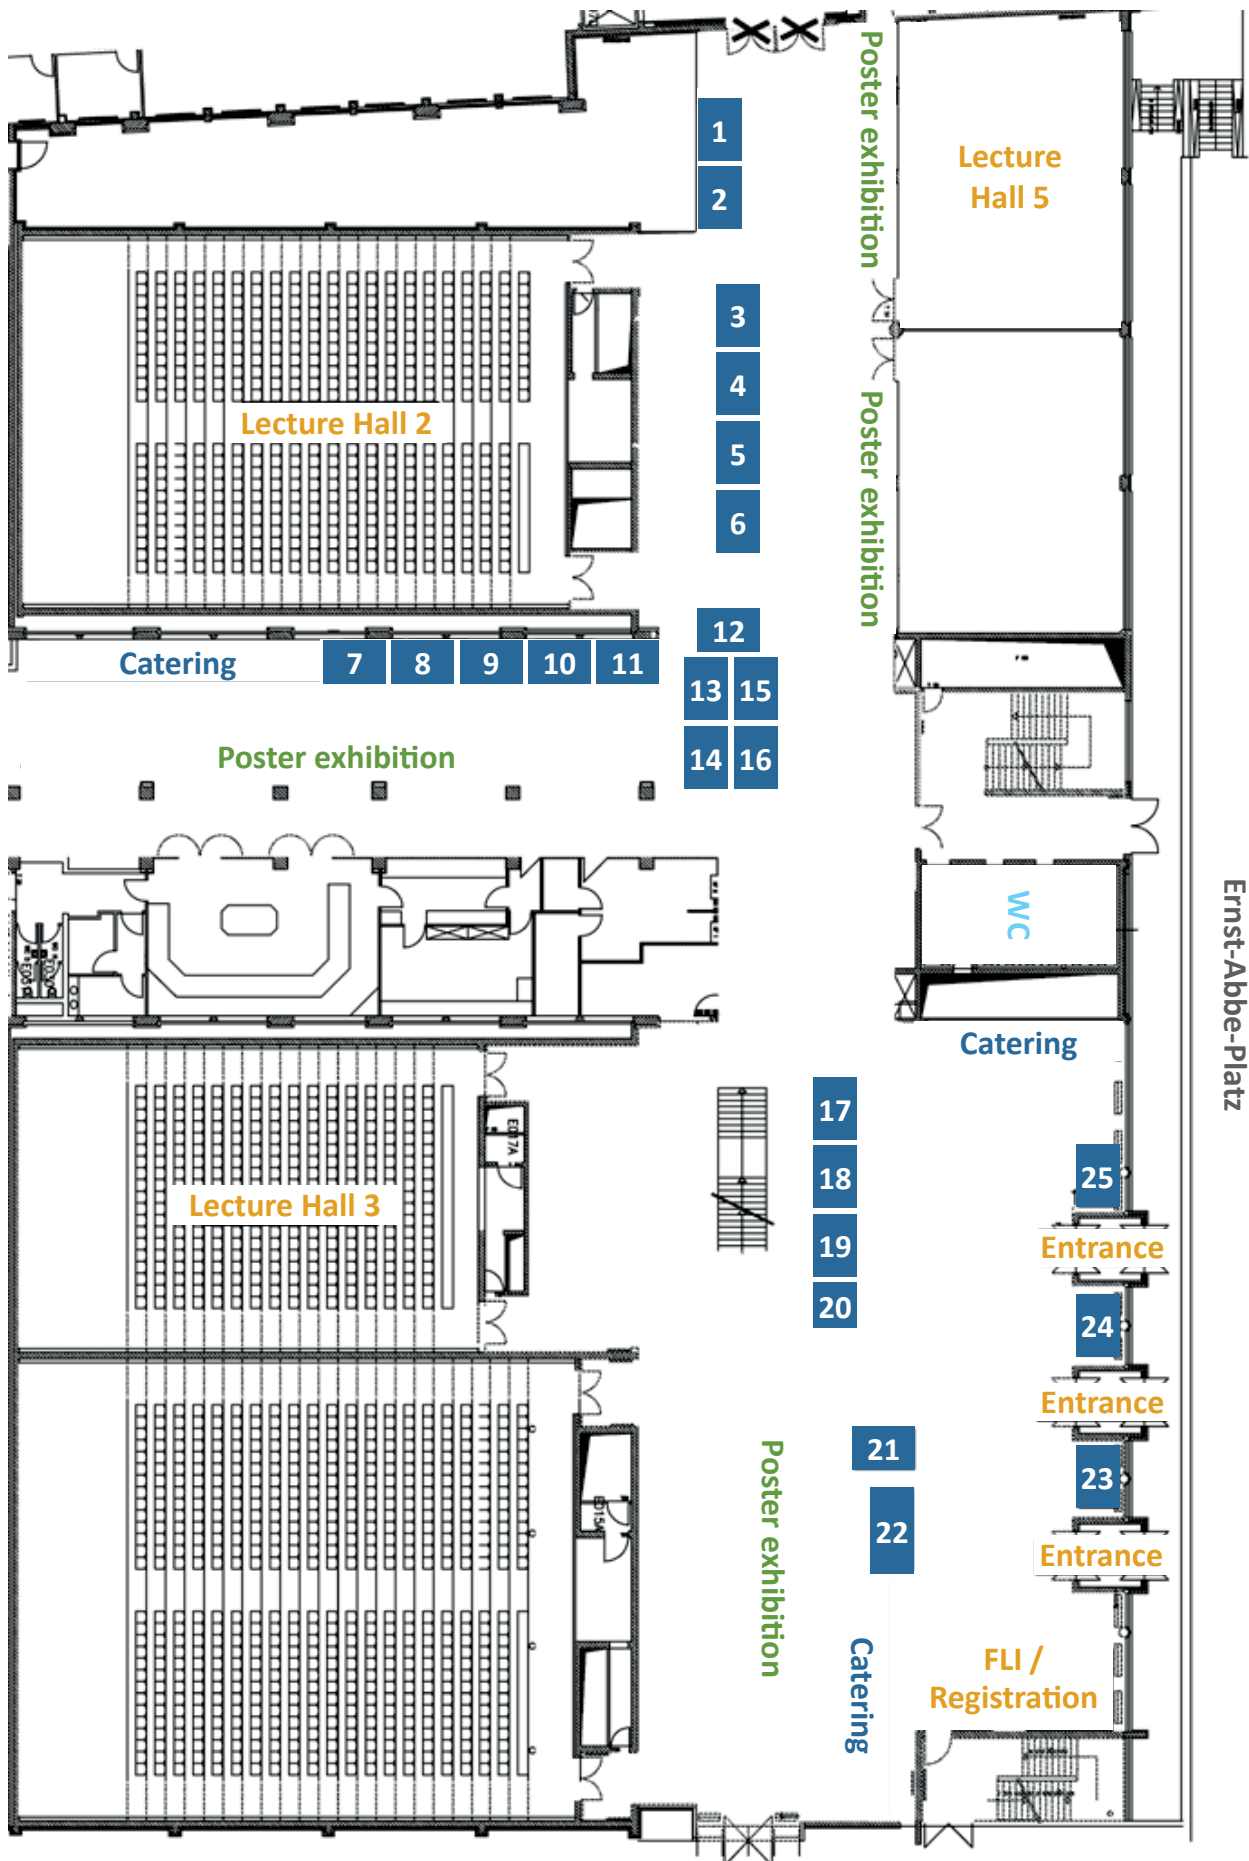 Poster exhibition
1
Lecture
Hall 5
2
3
4
Lecture Hall 2
Poster exhibition
5
6
12
Catering
7
8
9
10
11
13
15
Poster exhibition
14
16
WC
Ernst-Abbe-Platz
Catering
17
E017A
18
25
Lecture Hall 3
19
Entrance
20
24
Entrance
21
Poster exhibition
23
22
Entrance
Catering
FLI /
Registration